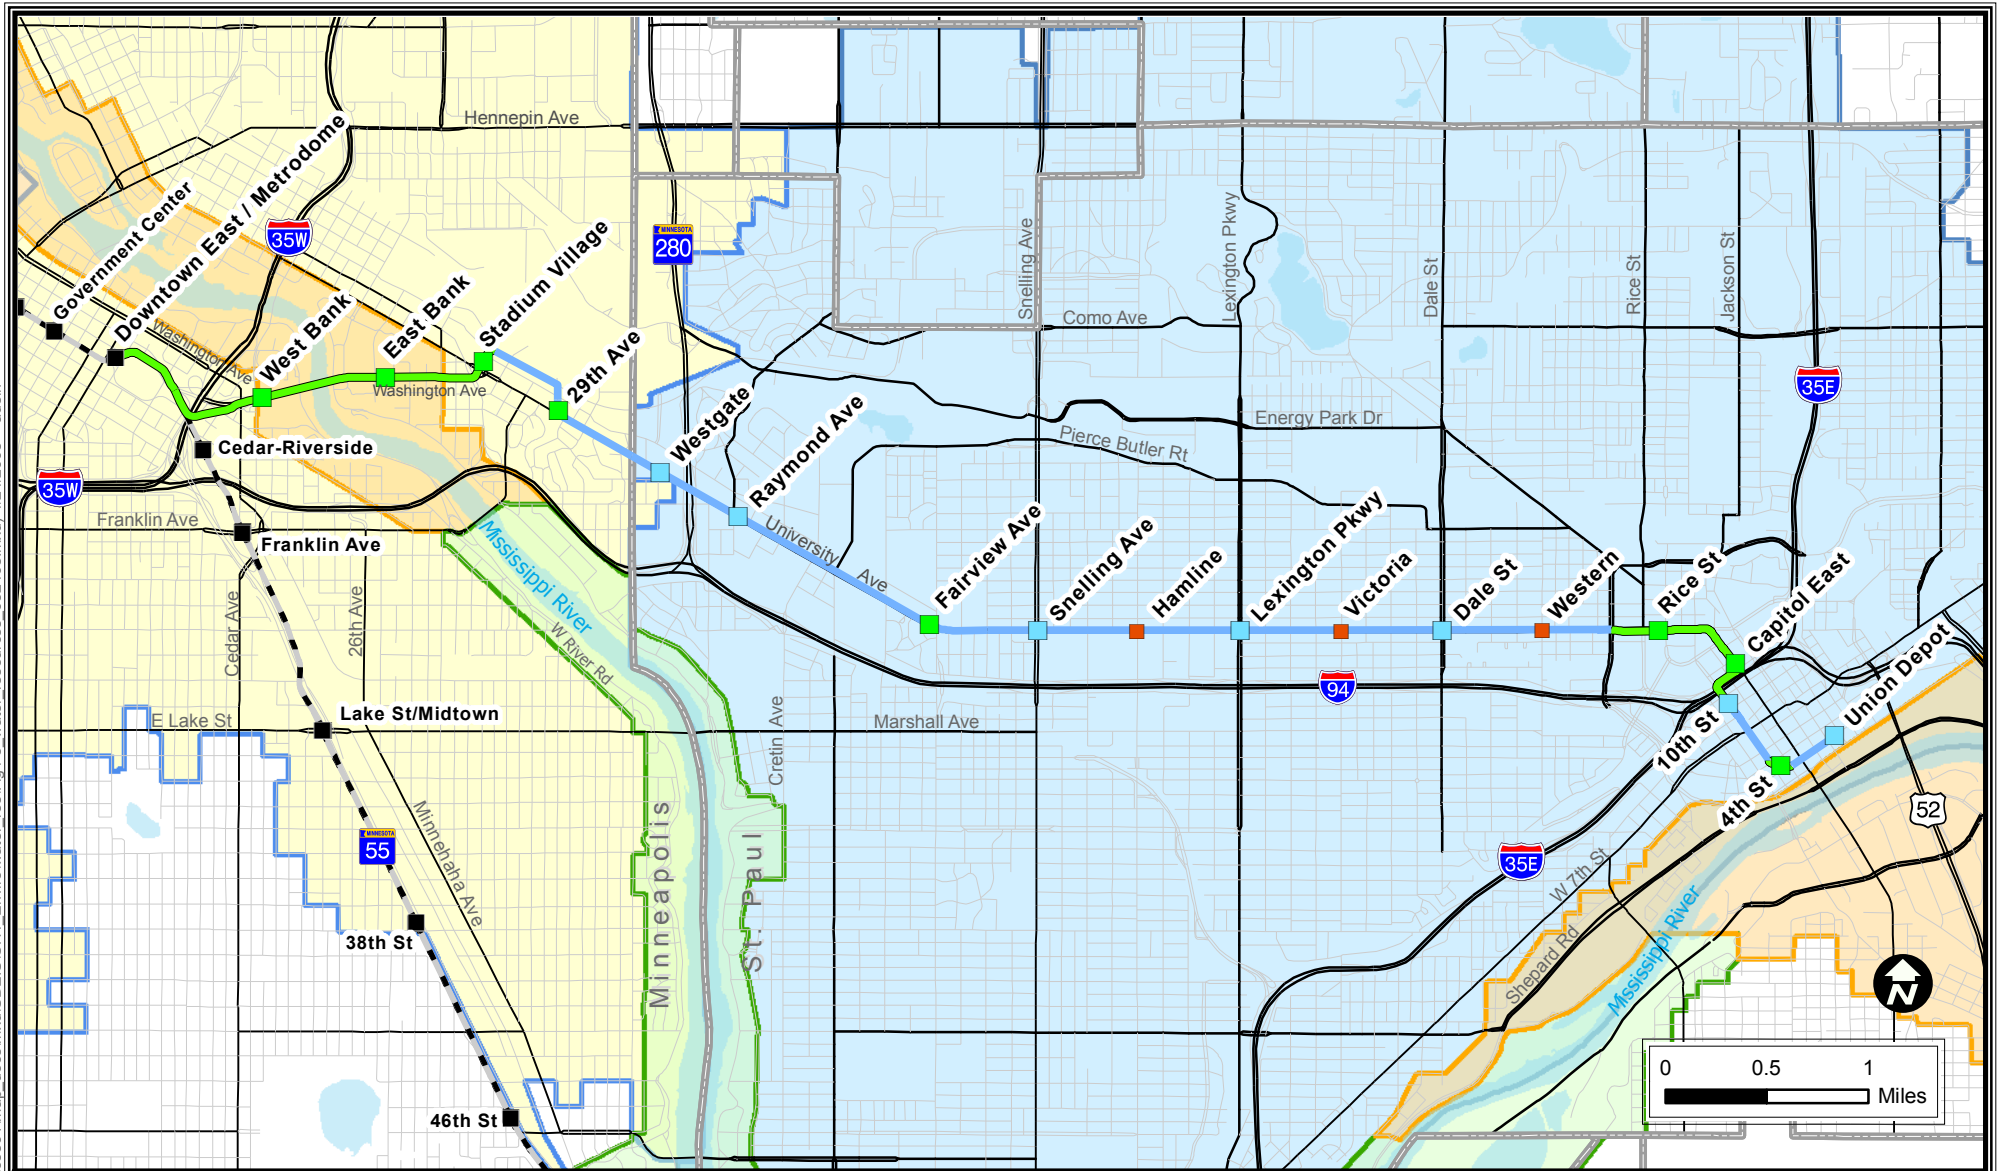 Hennepin Ave
Government Center
Downtown East / Metrodome
35W
MINNESOTA
280
Stadium Village
East Bank
West Bank
29th Ave
Washington Ave
Washington Ave
Snelling Ave
Lexington Pkwy
Dale St
Rice St
Jackson St
Como Ave
35E
Westgate
Raymond Ave
Energy Park Dr
Pierce Butler Rt
Cedar-Riverside
35W
Franklin Ave
Franklin Ave
University Ave
Fairview Ave
Snelling Ave
Hamline
Lexington Pkwy
Victoria
Dale St
Western
Rice St
Capitol East
Union Depot
Mississippi River
W River Rd
Cedar Ave
26th Ave
94
E Lake St
Lake St/Midtown
Cretin Ave
Marshall Ave
10th St
4th St
52
MINNESOTA
55
Minnehaha Ave
Minneapolis
St. Paul
35E
W 7th St
38th St
Shepard Rd
Mississippi River
N
46th St
0 0.5 1
Miles